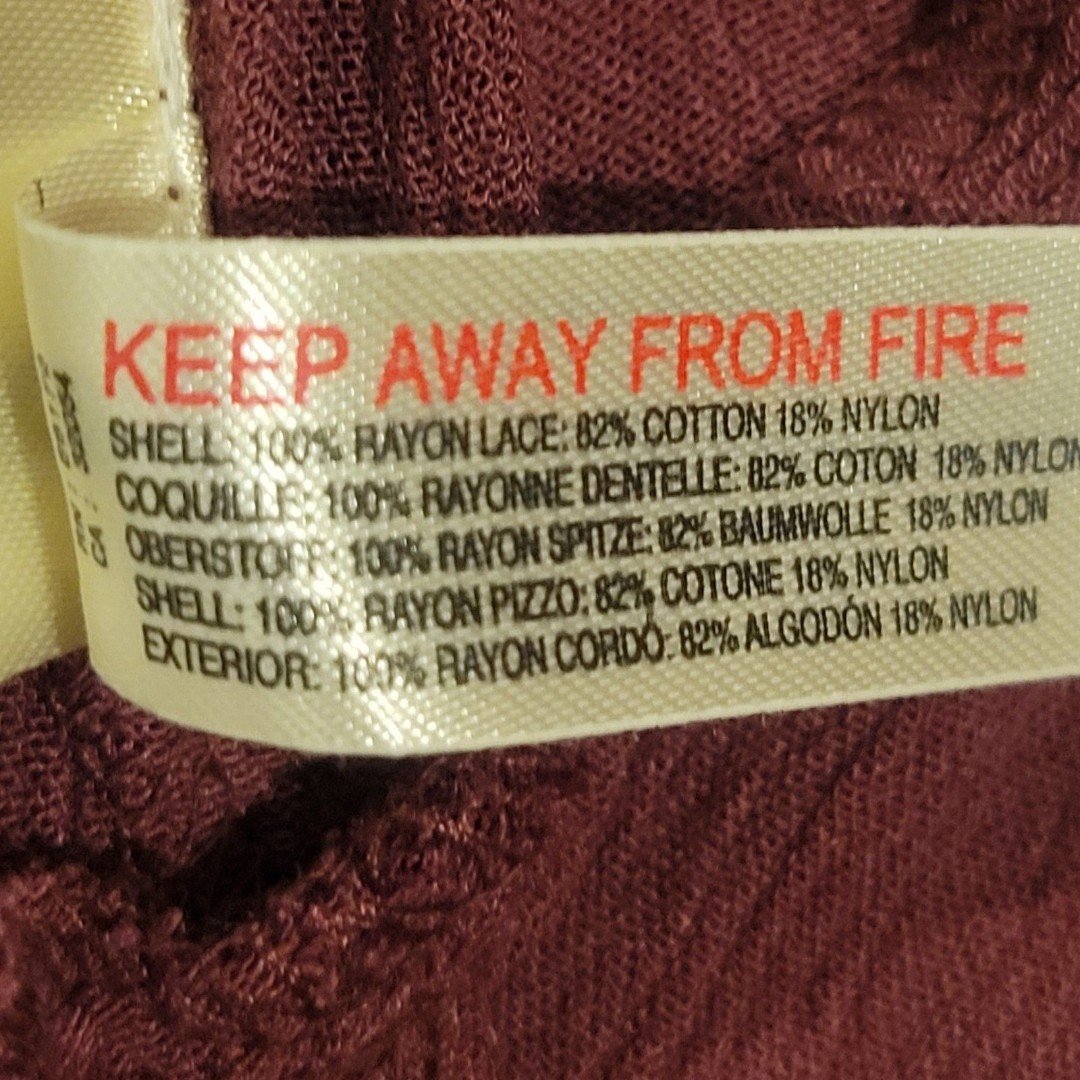 KEEP AWAY FROM FIRE
SHELL: 100% RAYON LACE: 82% COTTON 18% NYLON
COQUILLE: 100% RAYONNE DENTELLE: 82% COTON 18% NYLON
OBERSTOFF: 100% RAYON SPITZE: 82% BAUMWOLLE 18% NYLON
SHELL: 100% RAYON PIZZO: 82% COTONE 18% NYLON
EXTERIOR: 100% RAYON CORDÓ: 82% ALGODÓN 18% NYLON